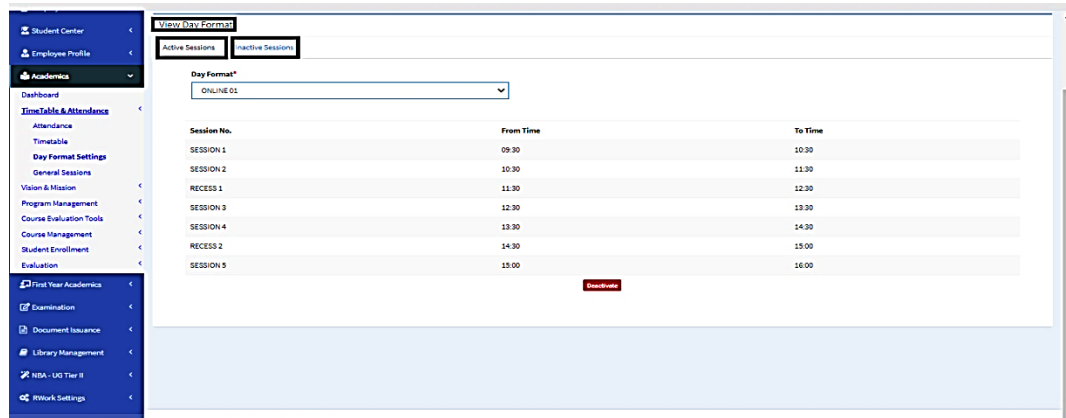 Student Center
Employee Profile
Academics
Dashboard
TimeTable & Attendance
Attendance
Timetable
Day Format Settings
General Sessions
Vision & Mission
Program Management
Course Evaluation Tools
Course Management
Student Enrollment
Evaluation
First Year Academics
Examination
Document Issuance
Library Management
NBA - UG Tier II
RWork Settings
View Day Format
Active Sessions Inactive Sessions
Day Format*
ONLINE 01
Session No. From Time To Time
SESSION 1 09:30 10:30
SESSION 2 10:30 11:30
RECESS 1 11:30 12:30
SESSION 3 12:30 13:30
SESSION 4 13:30 14:30
RECESS 2 14:30 15:00
SESSION 5 15:00 16:00
Deactivate